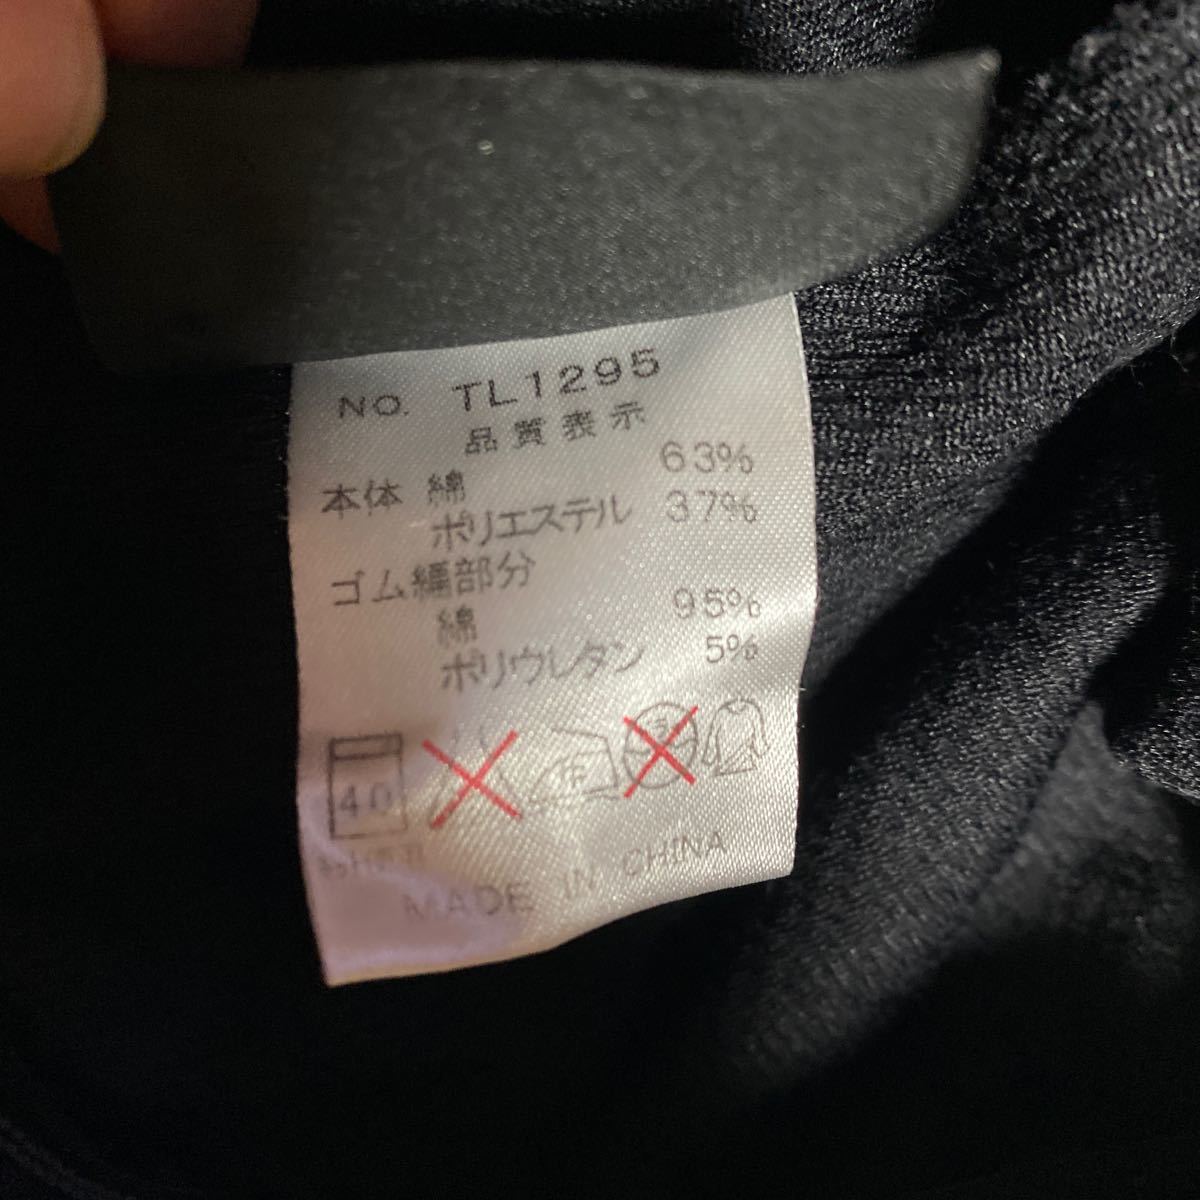 NO. TL1295
品質表示
本体 綿 63%
ポリエステル 37%
ゴム編部分
綿 95%
ポリウレタン 5%
40 中
MADE IN CHINA